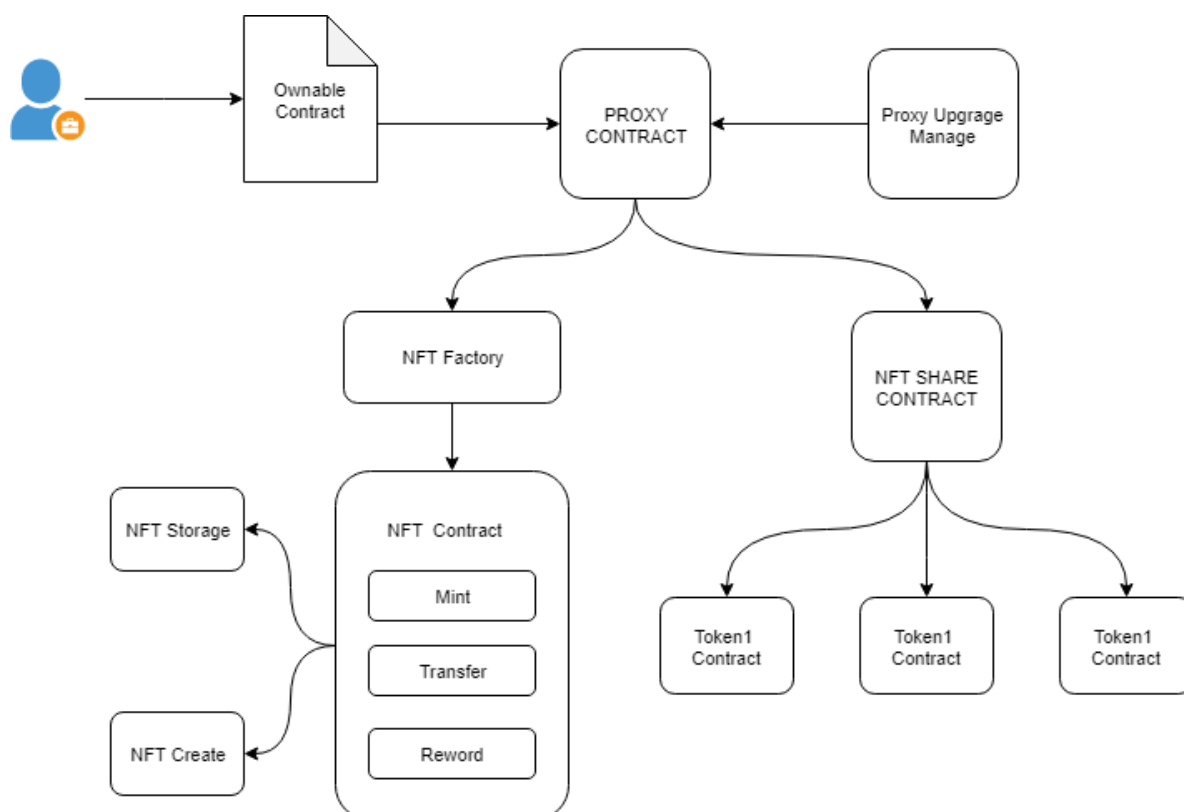 Ownable
Contract
PROXY
CONTRACT
Proxy Upgrage
Manage
NFT Factory
NFT SHARE
CONTRACT
NFT Storage
NFT Contract
Mint
Transfer
Reword
NFT Create
Token1
Contract
Token1
Contract
Token1
Contract